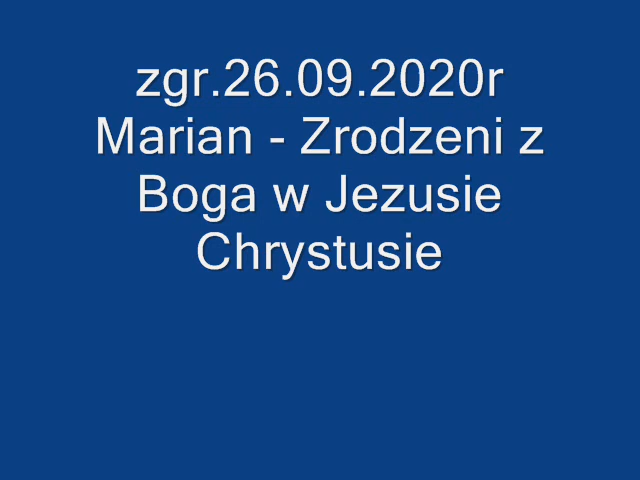 zgr.26.09.2020r
Marian - Zrodzeni z
Boga w Jezusie
Chrystusie